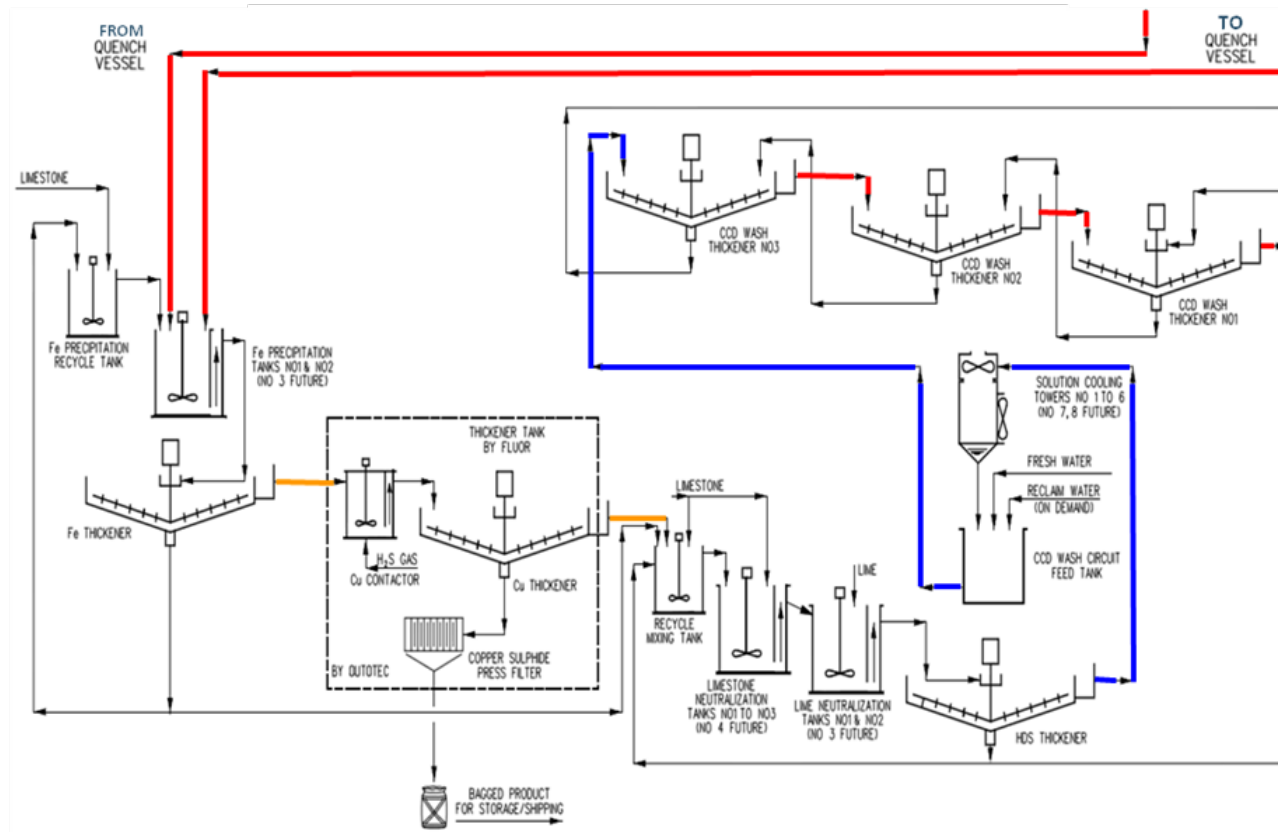 FROM
QUENCH
VESSEL
TO
QUENCH
VESSEL
LIMESTONE
Fe PRECIPITATION
RECYCLE TANK
Fe PRECIPITATION
TANKS NO1 & NO2
(NO 3 FUTURE)
CCD WASH
THICKENER NO3
CCD WASH
THICKENER NO2
CCD WASH
THICKENER NO1
SOLUTION COOLING
TOWERS NO 1 TO 6
(NO 7,8 FUTURE)
FRESH WATER
RECLAIM WATER
(ON DEMAND)
CCD WASH CIRCUIT
FEED TANK
THICKENER TANK
BY FLUOR
Fe THICKENER
H₂S GAS
Cu CONTACTOR
Cu THICKENER
COPPER SULPHIDE
PRESS FILTER
BY OUTOTEC
LIMESTONE
RECYCLE
MIXING TANK
LIME
LIMESTONE
NEUTRALIZATION
TANKS NO1 TO NO3
(NO 4 FUTURE)
LIME NEUTRALIZATION
TANKS NO1 & NO2
(NO 3 FUTURE)
HDS THICKENER
BAGGED PRODUCT
FOR STORAGE/SHIPPING